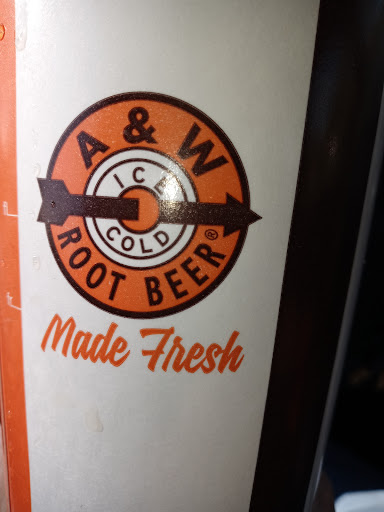 A & W
ICE
COLD
ROOT BEER®
Made Fresh